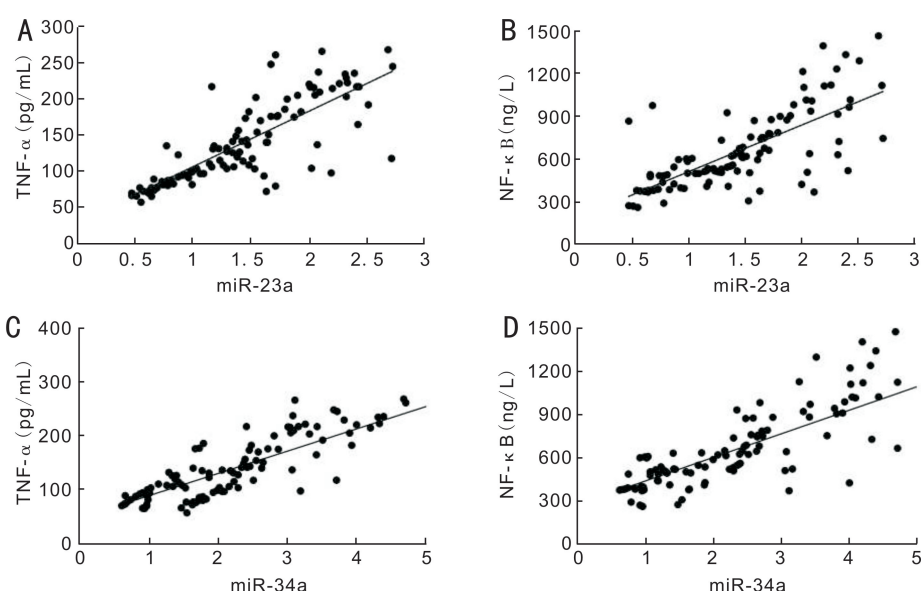 A
TNF-α(pg/mL)
300
250
200
150
100
50
0
0 0.5 1 1.5 2 2.5 3
miR-23a
B
NF-κB(ng/L)
1500
1200
900
600
300
0
0 0.5 1 1.5 2 2.5 3
miR-23a
C
TNF-α(pg/mL)
400
300
200
100
0
0 1 2 3 4 5
miR-34a
D
NF-κB(ng/L)
1500
1200
900
600
300
0
0 1 2 3 4 5
miR-34a